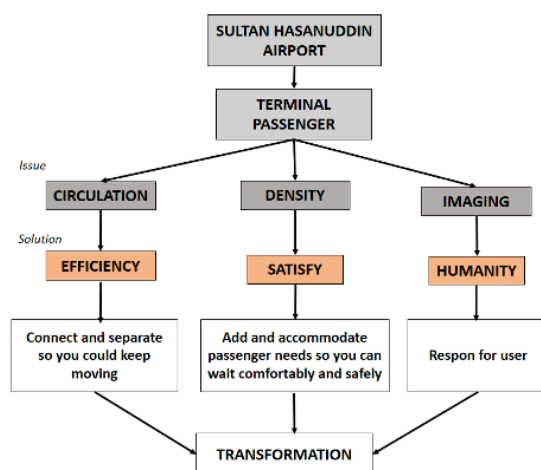 SULTAN HASANUDDIN
AIRPORT
TERMINAL
PASSENGER
Issue
CIRCULATION
DENSITY
IMAGING
Solution
EFFICIENCY
SATISFY
HUMANITY
Connect and separate
so you could keep
moving
Add and accommodate
passenger needs so you can
wait comfortably and safely
Respon for user
TRANSFORMATION